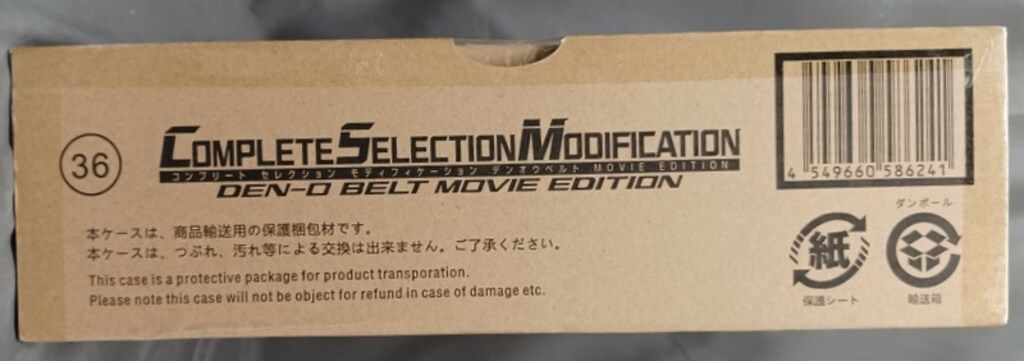 36
COMPLETE SELECTION MODIFICATION
コンプリート セレクション モディフィケーション デンオウベルト MOVIE EDITION
DEN-O BELT MOVIE EDITION
本ケースは、商品輸送用の保護梱包材です。
本ケースは、つぶれ、汚れ等による交換は出来ません。ご了承ください。
This case is a protective package for product transporation.
Please note this case will not be object for refund in case of damage etc.
4 549660 586241
紙
保護シート
ダンボール
輸送箱